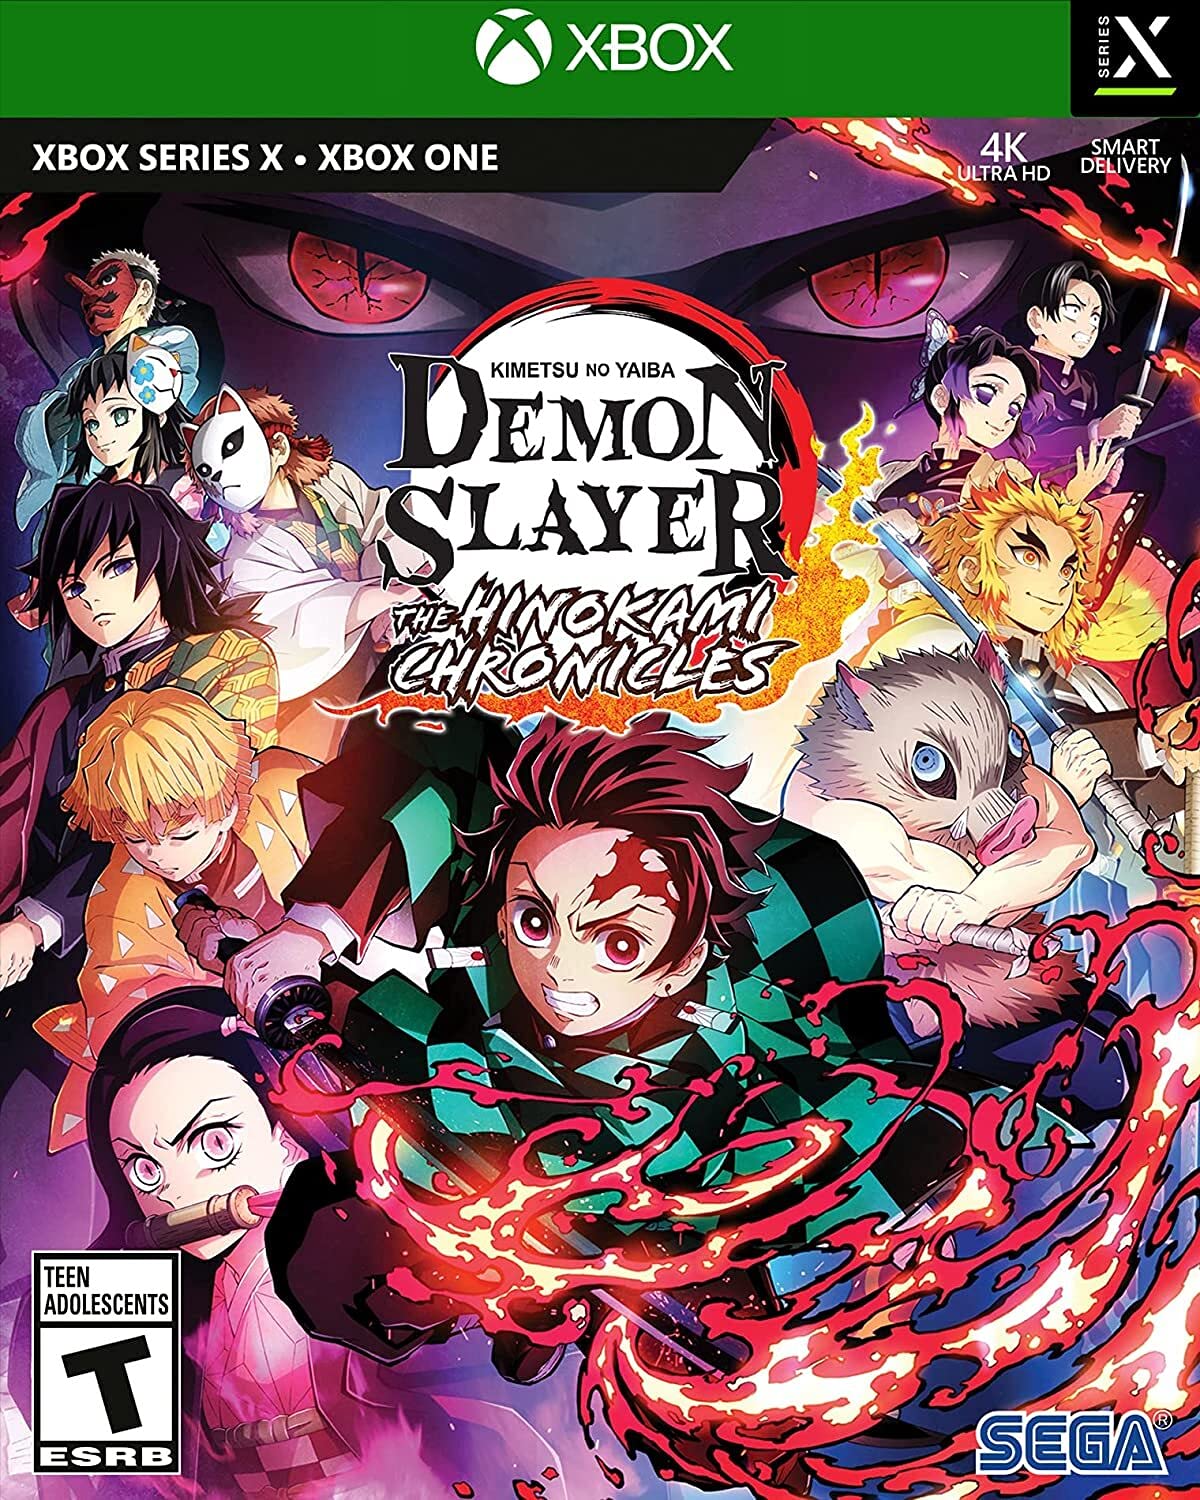 XBOX
SERIES X
XBOX SERIES X • XBOX ONE
4K
ULTRA HD
SMART
DELIVERY
KIMETSU NO YAIBA
DEMON
SLAYER
THE HINOKAMI
CHRONICLES
TEEN
ADOLESCENTS
T
ESRB
SEGA®